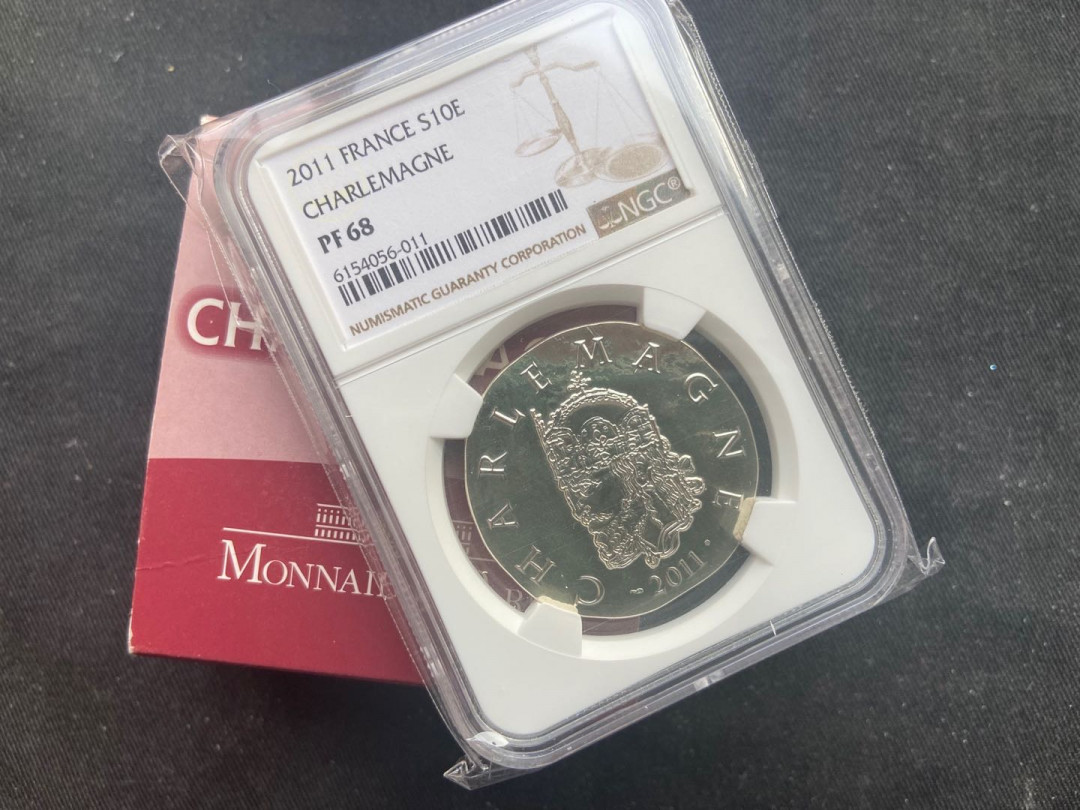 2011 FRANCE S10E
CHARLEMAGNE
PF 68
6154056-011
NUMISMATIC GUARANTY CORPORATION
NGC®
CHARLEMAGNE
2011
CH
MONNAI